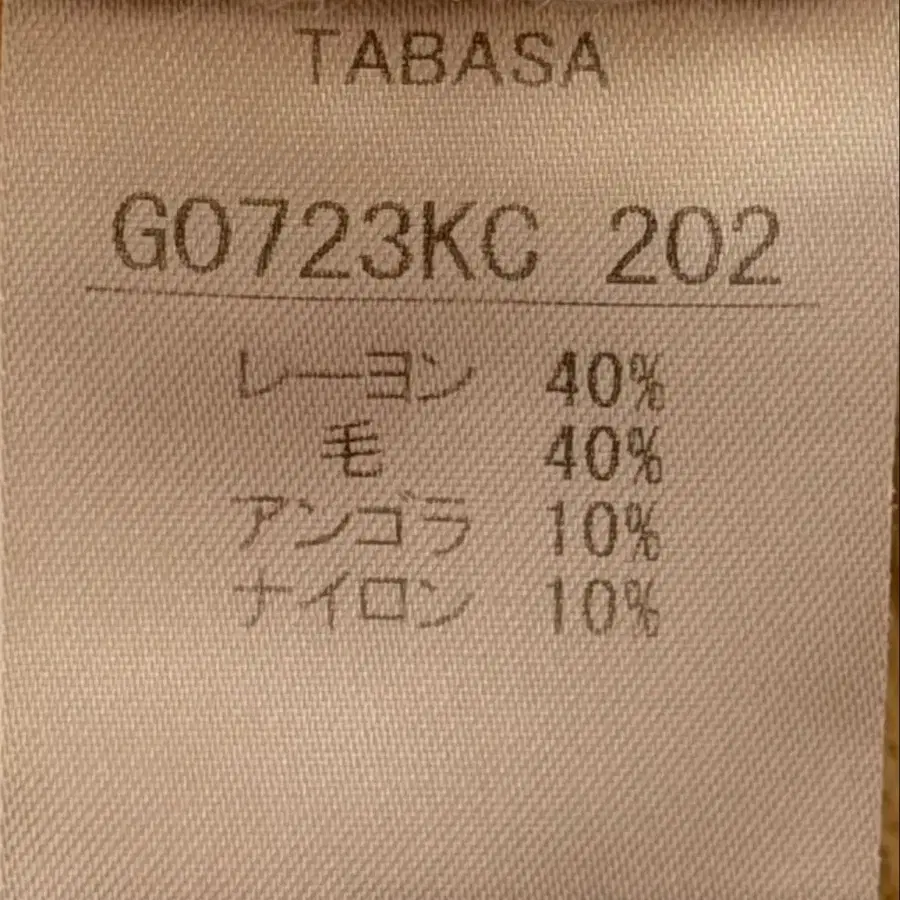 TABASA
G0723KC 202
レーヨン 40%
毛 40%
アンゴラ 10%
ナイロン 10%